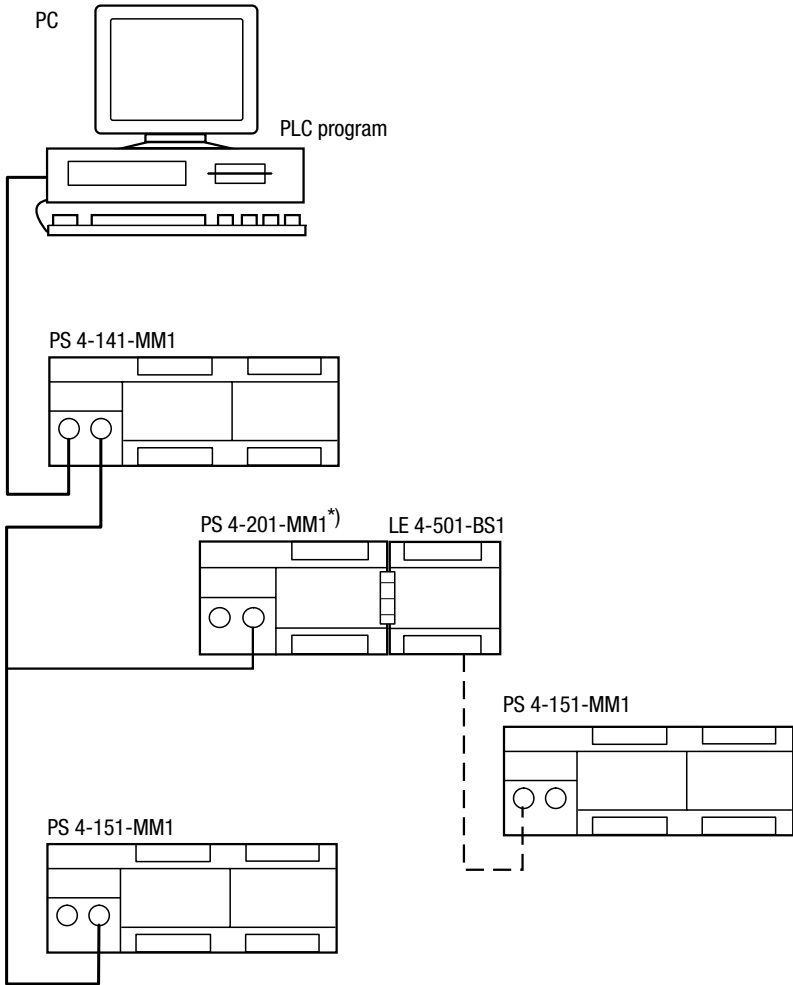 PC
PLC program
PS 4-141-MM1
PS 4-201-MM1*)
LE 4-501-BS1
PS 4-151-MM1
PS 4-151-MM1